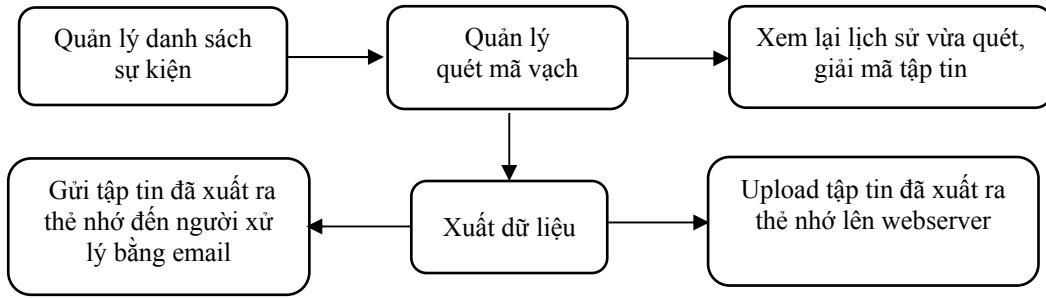 Quản lý danh sách
sự kiện
Quản lý
quét mã vạch
Xem lại lịch sử vừa quét,
giải mã tập tin
Gửi tập tin đã xuất ra
thẻ nhớ đến người xử
lý bằng email
Xuất dữ liệu
Upload tập tin đã xuất ra
thẻ nhớ lên webserver